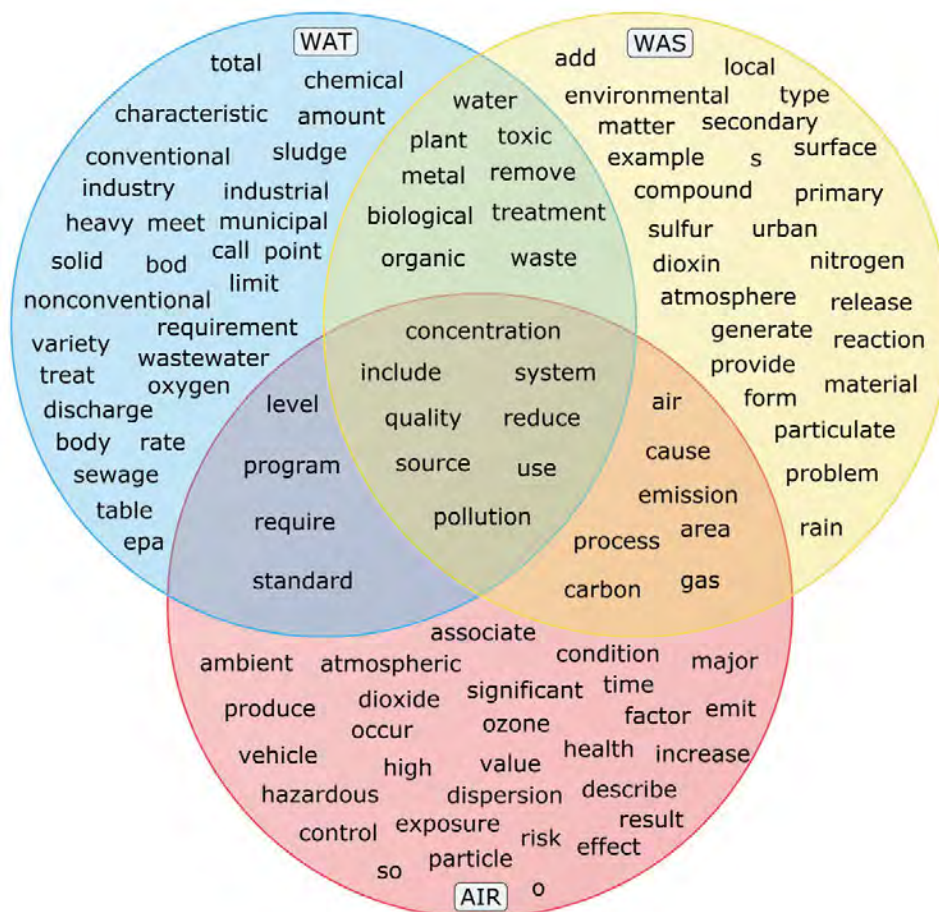 WAT
total
chemical
characteristic
amount
conventional
sludge
industry
industrial
heavy meet municipal
call point
solid
bod
limit
nonconventional
requirement
variety
wastewater
treat
oxygen
discharge
body rate
sewage
table
epa
water
plant toxic
metal remove
biological treatment
organic waste
WAS
add
local
environmental type
matter secondary
example s surface
compound primary
sulfur urban
dioxin nitrogen
atmosphere release
generate reaction
provide
form material
particulate
problem
rain
concentration
include system
quality reduce
source use
pollution
level
program
require
standard
air
cause
emission
process area
carbon gas
associate
ambient atmospheric condition major
produce dioxide significant time
occur ozone factor emit
vehicle high value health increase
hazardous dispersion describe
control exposure risk result
so particle effect
AIR o